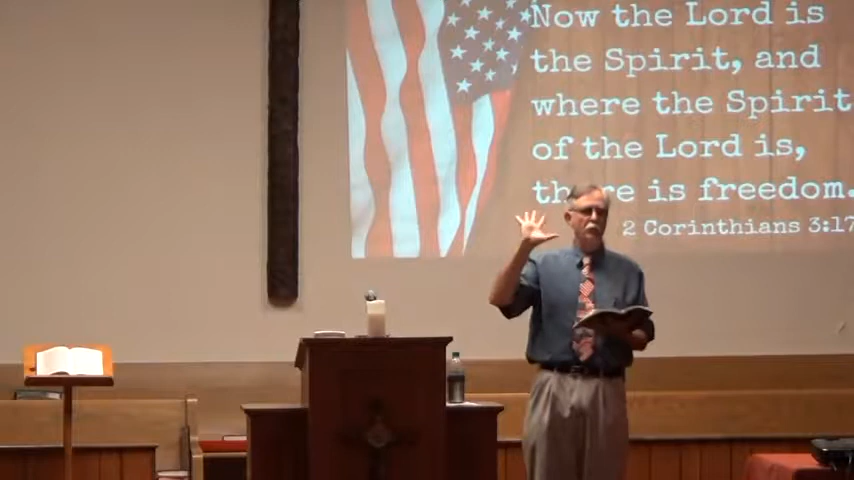 Now the Lord is
the Spirit, and
where the Spirit
of the Lord is,
there is freedom.
2 Corinthians 3:17